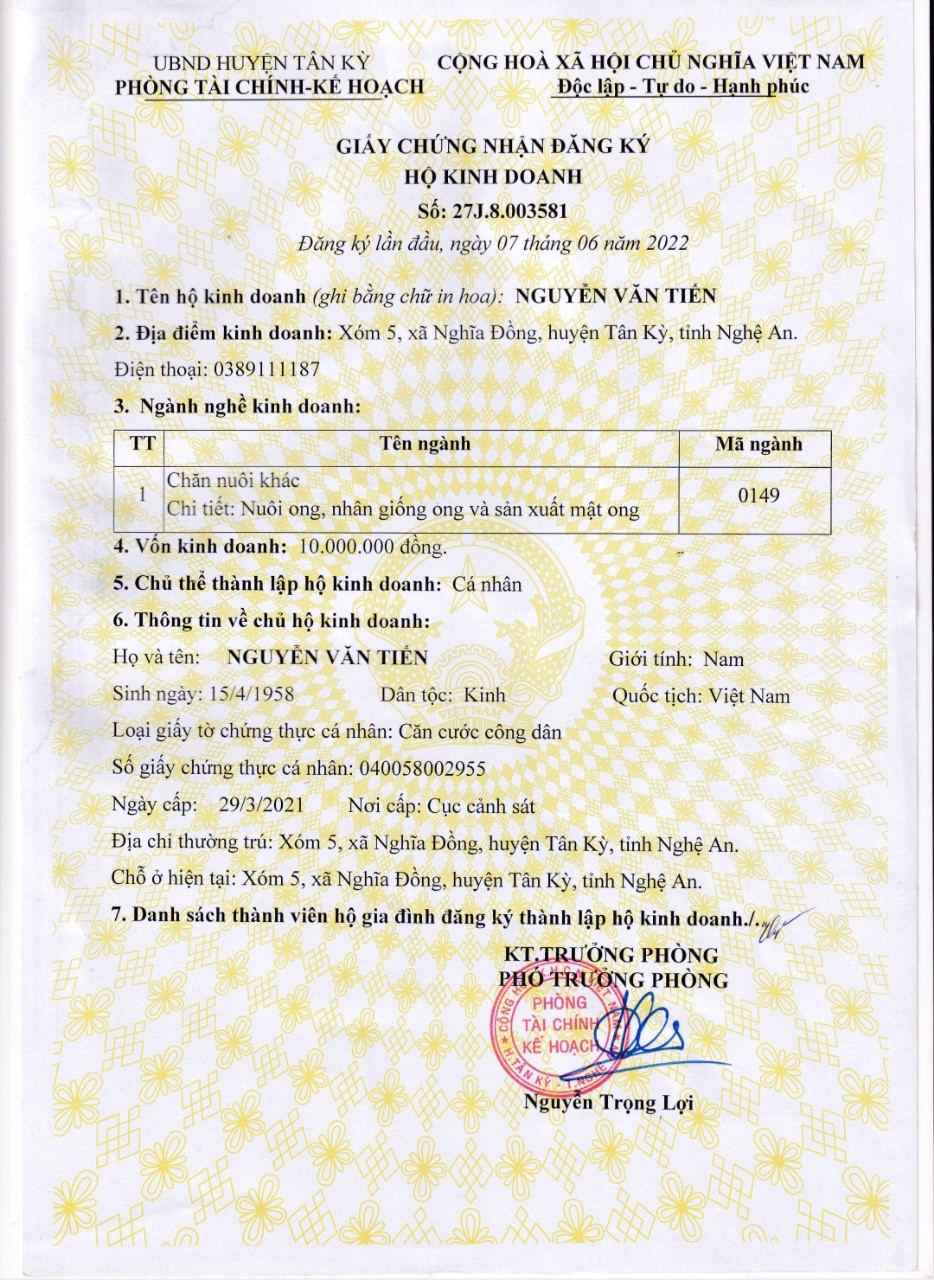 UBND HUYỆN TÂN KỲ
PHÒNG TÀI CHÍNH-KẾ HOẠCH
CỘNG HOÀ XÃ HỘI CHỦ NGHĨA VIỆT NAM
Độc lập - Tự do - Hạnh phúc
GIẤY CHỨNG NHẬN ĐĂNG KÝ
HỘ KINH DOANH
Số: 27J.8.003581
Đăng ký lần đầu, ngày 07 tháng 06 năm 2022
1. Tên hộ kinh doanh (ghi bằng chữ in hoa): NGUYỄN VĂN TIẾN
2. Địa điểm kinh doanh: Xóm 5, xã Nghĩa Đồng, huyện Tân Kỳ, tỉnh Nghệ An.
Điện thoại: 0389111187
3. Ngành nghề kinh doanh:
TT Tên ngành Mã ngành
1 Chăn nuôi khác
Chi tiết: Nuôi ong, nhân giống ong và sản xuất mật ong 0149
4. Vốn kinh doanh: 10.000.000 đồng.
5. Chủ thể thành lập hộ kinh doanh: Cá nhân
6. Thông tin về chủ hộ kinh doanh:
Họ và tên: NGUYỄN VĂN TIẾN Giới tính: Nam
Sinh ngày: 15/4/1958 Dân tộc: Kinh Quốc tịch: Việt Nam
Loại giấy tờ chứng thực cá nhân: Căn cước công dân
Số giấy chứng thực cá nhân: 040058002955
Ngày cấp: 29/3/2021 Nơi cấp: Cục cảnh sát
Địa chỉ thường trú: Xóm 5, xã Nghĩa Đồng, huyện Tân Kỳ, tỉnh Nghệ An.
Chỗ ở hiện tại: Xóm 5, xã Nghĩa Đồng, huyện Tân Kỳ, tỉnh Nghệ An.
7. Danh sách thành viên hộ gia đình đăng ký thành lập hộ kinh doanh./.
KT.TRƯỞNG PHÒNG
PHÓ TRƯỞNG PHÒNG
PHÒNG
TÀI CHÍNH
KẾ HOẠCH
H.TÂN KỲ - T.NGHỆ
Nguyễn Trọng Lợi